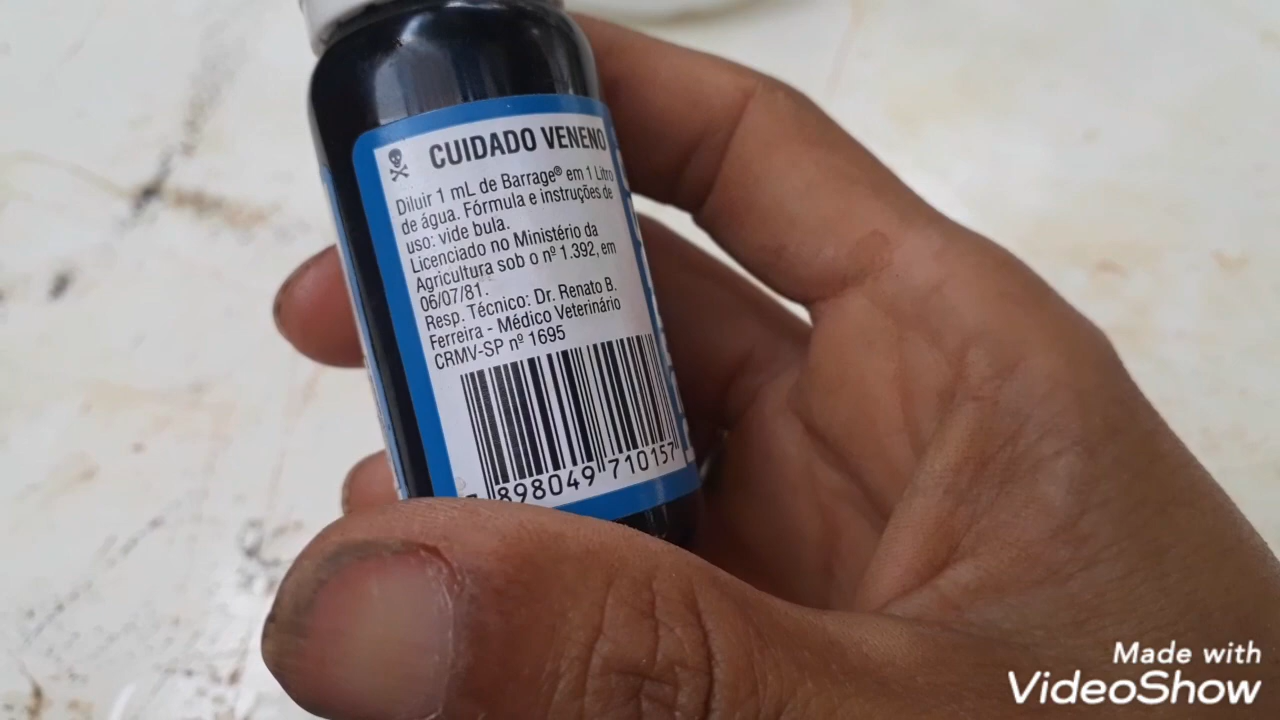 CUIDADO VENENO
Diluir 1 mL de Barrage® em 1 Litro
de água. Fórmula e instruções de
uso: vide bula.
Licenciado no Ministério da
Agricultura sob o nº 1.392, em
06/07/81.
Resp. Técnico: Dr. Renato B.
Ferreira - Médico Veterinário
CRMV-SP nº 1695
898049 710157
Made with
VideoShow